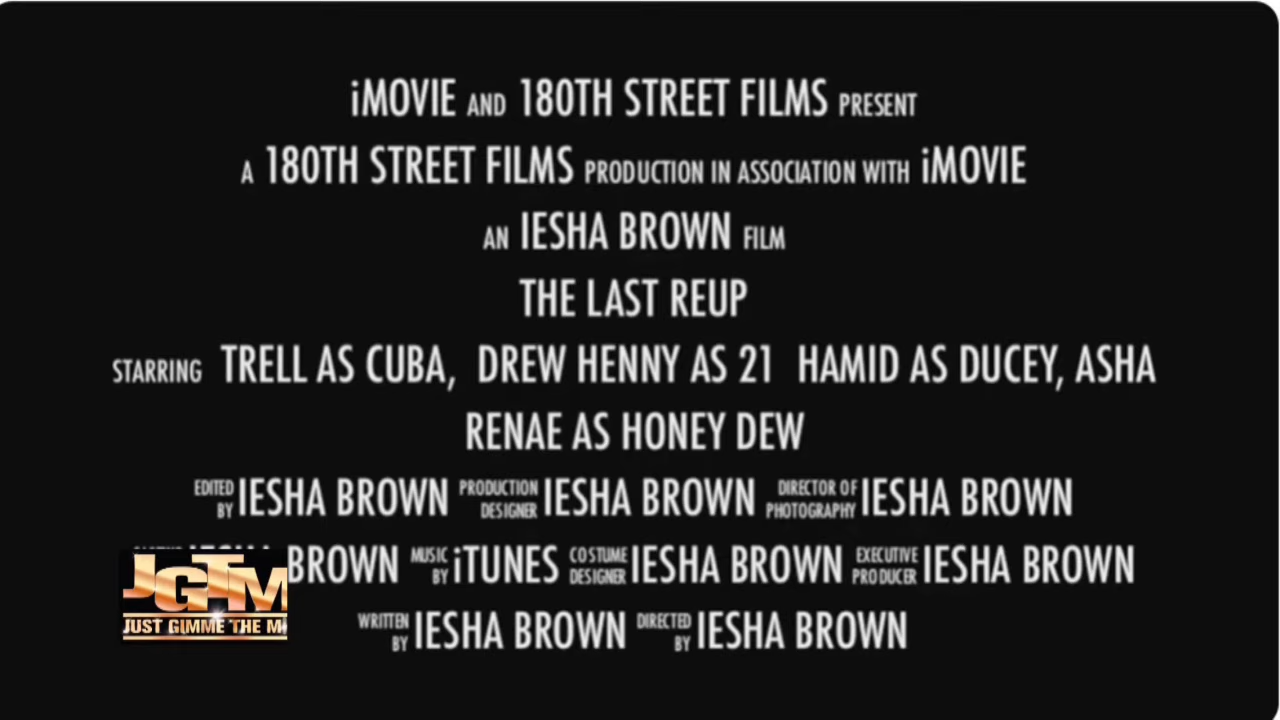 iMOVIE AND 180TH STREET FILMS PRESENT
A 180TH STREET FILMS PRODUCTION IN ASSOCIATION WITH iMOVIE
AN IESHA BROWN FILM
THE LAST REUP
STARRING TRELL AS CUBA, DREW HENNY AS 21 HAMID AS DUCEY, ASHA
RENAE AS HONEY DEW
EDITED BY IESHA BROWN PRODUCTION DESIGNER IESHA BROWN DIRECTOR OF PHOTOGRAPHY IESHA BROWN
BROWN MUSIC BY iTUNES COSTUME DESIGNER IESHA BROWN EXECUTIVE PRODUCER IESHA BROWN
WRITTEN BY IESHA BROWN DIRECTED BY IESHA BROWN
JGTM
JUST GIMME THE M